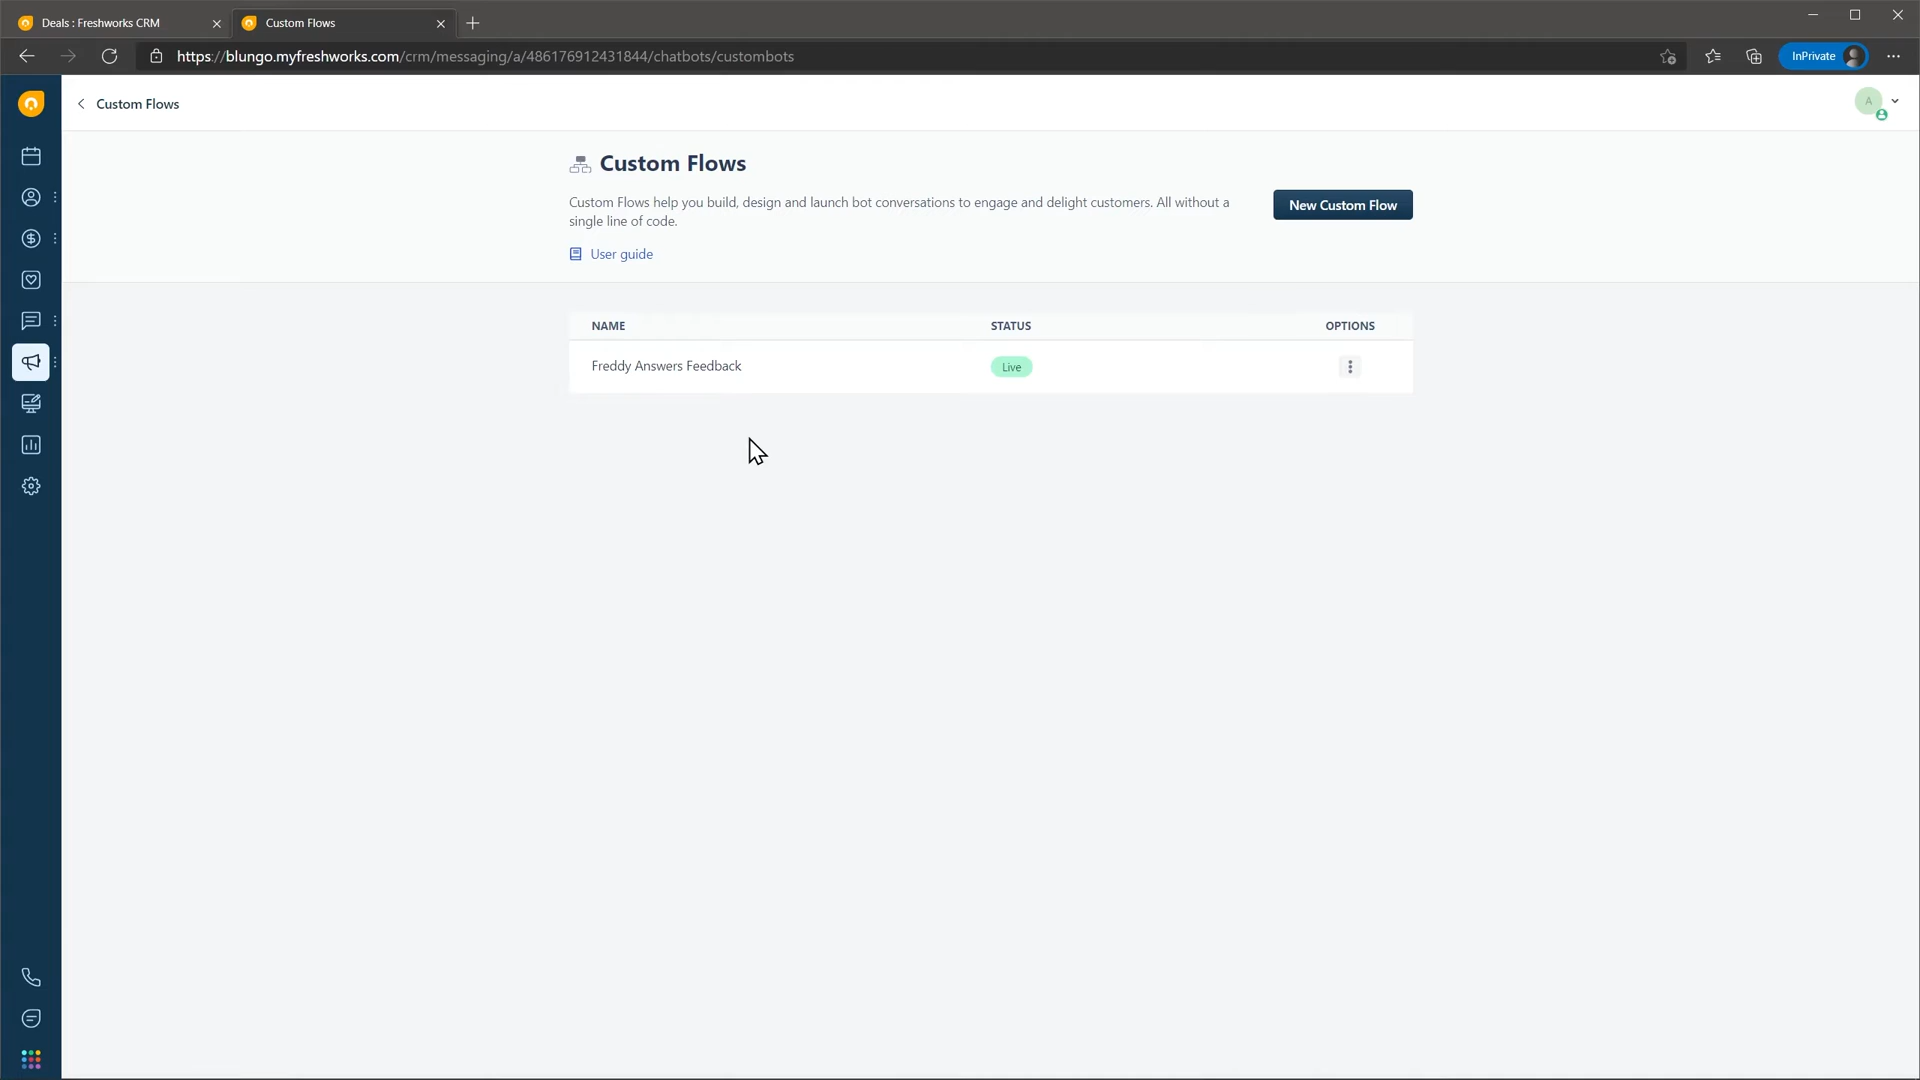 Deals : Freshworks CRM
Custom Flows
https://blungo.myfreshworks.com/crm/messaging/a/486176912431844/chatbots/custombots
InPrivate
Custom Flows
A
Custom Flows
Custom Flows help you build, design and launch bot conversations to engage and delight customers. All without a
single line of code.
New Custom Flow
User guide
NAME STATUS OPTIONS
Freddy Answers Feedback Live